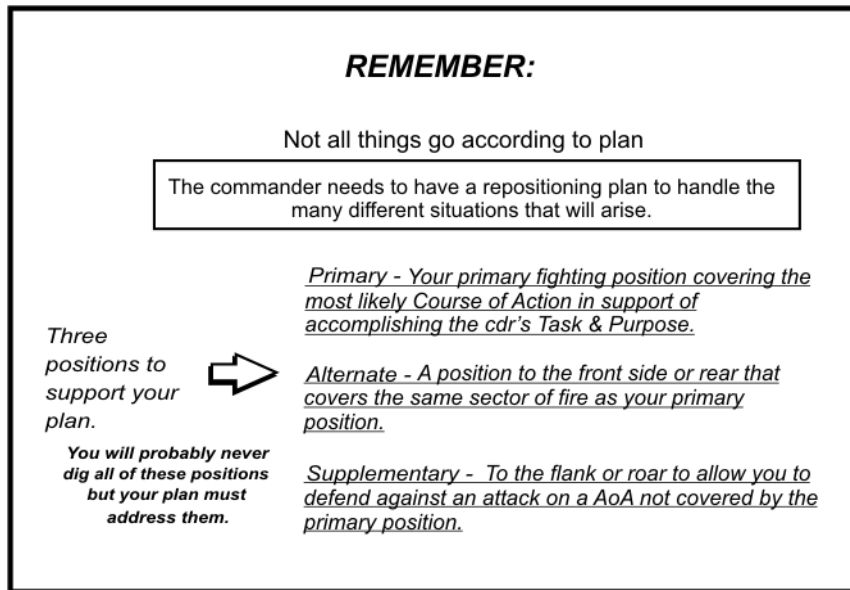 REMEMBER:
Not all things go according to plan
The commander needs to have a repositioning plan to handle the
many different situations that will arise.
Three
positions to
support your
plan.
You will probably never
dig all of these positions
but your plan must
address them.
Primary - Your primary fighting position covering the
most likely Course of Action in support of
accomplishing the cdr's Task & Purpose.
Alternate - A position to the front side or rear that
covers the same sector of fire as your primary
position.
Supplementary - To the flank or roar to allow you to
defend against an attack on a AoA not covered by the
primary position.